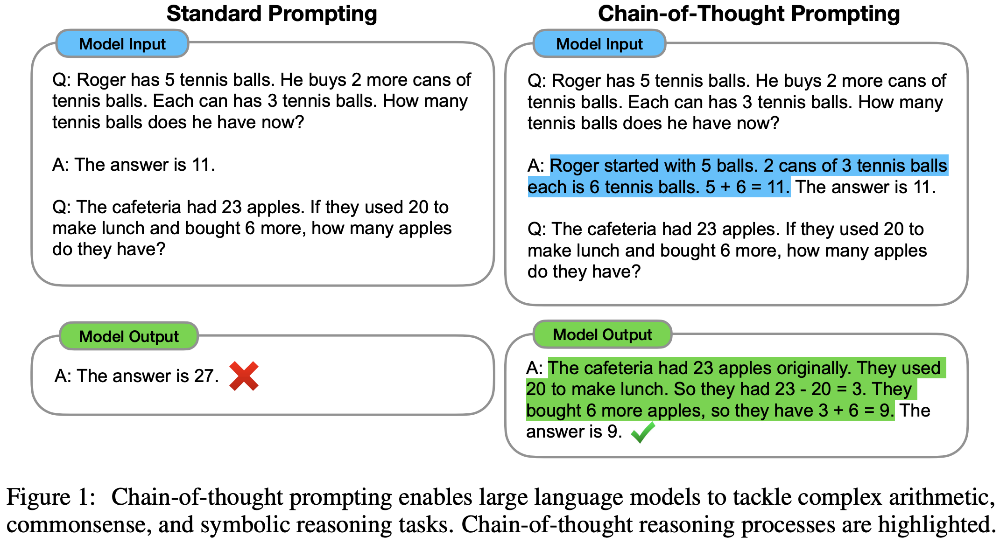 Standard Prompting
Model Input
Q: Roger has 5 tennis balls. He buys 2 more cans of
tennis balls. Each can has 3 tennis balls. How many
tennis balls does he have now?
A: The answer is 11.
Q: The cafeteria had 23 apples. If they used 20 to
make lunch and bought 6 more, how many apples
do they have?
Model Output
A: The answer is 27.
Chain-of-Thought Prompting
Model Input
Q: Roger has 5 tennis balls. He buys 2 more cans of
tennis balls. Each can has 3 tennis balls. How many
tennis balls does he have now?
A: Roger started with 5 balls. 2 cans of 3 tennis balls
each is 6 tennis balls. 5 + 6 = 11. The answer is 11.
Q: The cafeteria had 23 apples. If they used 20 to
make lunch and bought 6 more, how many apples
do they have?
Model Output
A: The cafeteria had 23 apples originally. They used
20 to make lunch. So they had 23 - 20 = 3. They
bought 6 more apples, so they have 3 + 6 = 9. The
answer is 9.
Figure 1: Chain-of-thought prompting enables large language models to tackle complex arithmetic,
commonsense, and symbolic reasoning tasks. Chain-of-thought reasoning processes are highlighted.